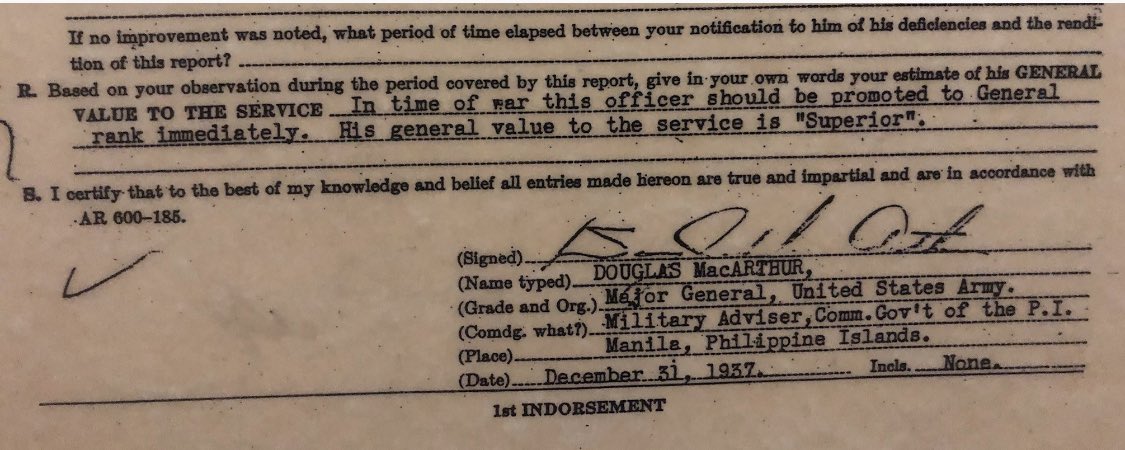 If no improvement was noted, what period of time elapsed between your notification to him of his deficiencies and the rendi-
tion of this report?
R. Based on your observation during the period covered by this report, give in your own words your estimate of his GENERAL
VALUE TO THE SERVICE In time of war this officer should be promoted to General
rank immediately. His general value to the service is "Superior".
S. I certify that to the best of my knowledge and belief all entries made hereon are true and impartial and are in accordance with
AR 600-185.
(Signed)
(Name typed) DOUGLAS MacARTHUR,
(Grade and Org.) Major General, United States Army.
(Comdg. what?) Military Adviser,Comm.Gov't of the P.I.
(Place) Manila, Philippine Islands.
(Date) December 31, 1937. Incls. None.
1st INDORSEMENT